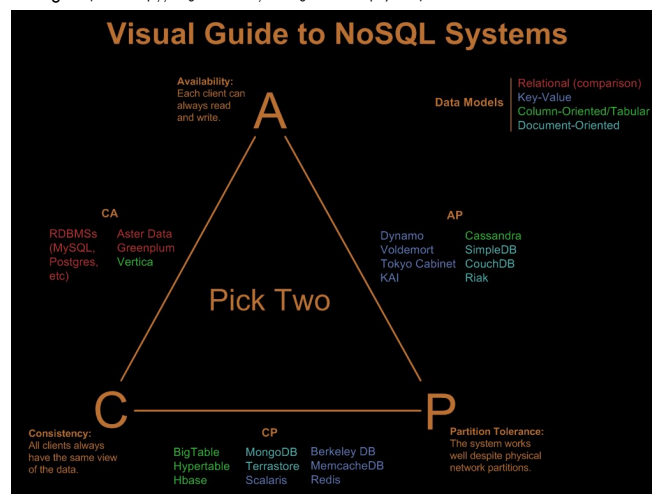 Visual Guide to NoSQL Systems
Availability:
Each client can
always read
and write.
A
Data Models
Relational (comparison)
Key-Value
Column-Oriented/Tabular
Document-Oriented
CA
RDBMSs
(MySQL,
Postgres,
etc)
Aster Data
Greenplum
Vertica
AP
Dynamo
Voldemort
Tokyo Cabinet
KAI
Cassandra
SimpleDB
CouchDB
Riak
Pick Two
C
Consistency:
All clients always
have the same view
of the data.
CP
BigTable
Hypertable
Hbase
MongoDB
Terrastore
Scalaris
Berkeley DB
MemcacheDB
Redis
P
Partition Tolerance:
The system works
well despite physical
network partitions.